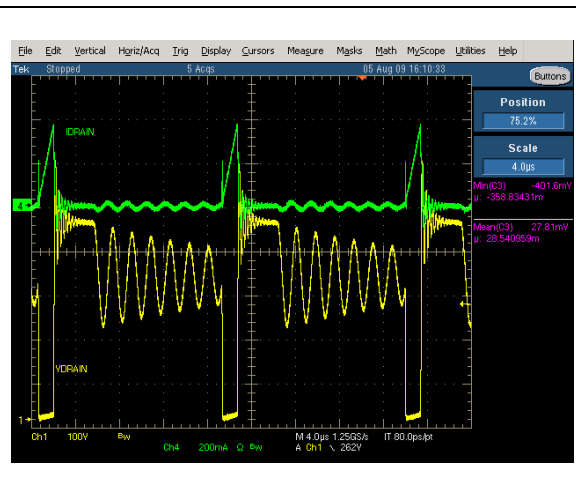 File Edit Vertical Horiz/Acq Trig Display Cursors Measure Masks Math MyScope Utilities Help
Tek Stopped 5 Acqs 05 Aug 09 16:10:33
Buttons
Position
75.2%
Scale
4.0µs
Min(C3) -401.6mV
µ: -358.83431m
Mean(C3) 27.81mV
µ: 26.540959m
IDRAIN
4
VDRAIN
1
Ch1 100V Bw M 4.0µs 1.25GS/s IT 80.0ps/pt
Ch4 200mA Ω Bw A Ch1 \ 262V